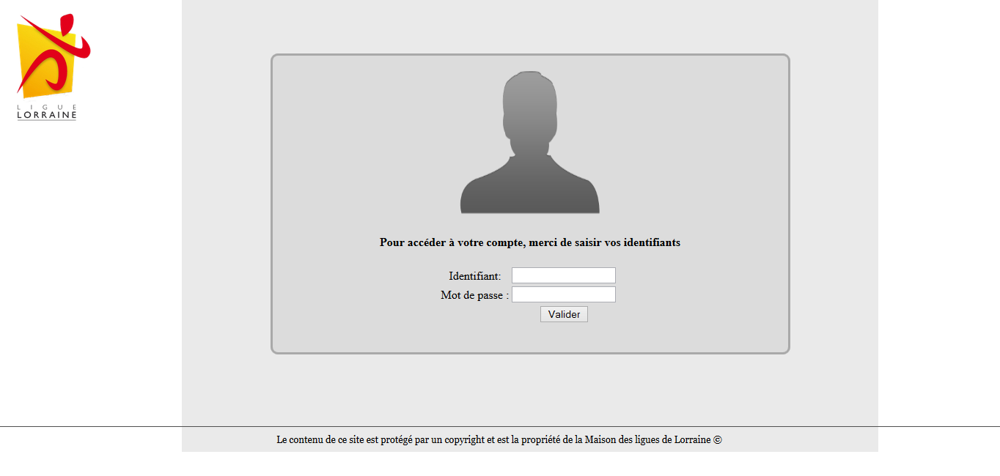 LIGUE
LORRAINE
Pour accéder à votre compte, merci de saisir vos identifiants
Identifiant:
Mot de passe :
Valider
Le contenu de ce site est protégé par un copyright et est la propriété de la Maison des ligues de Lorraine ©